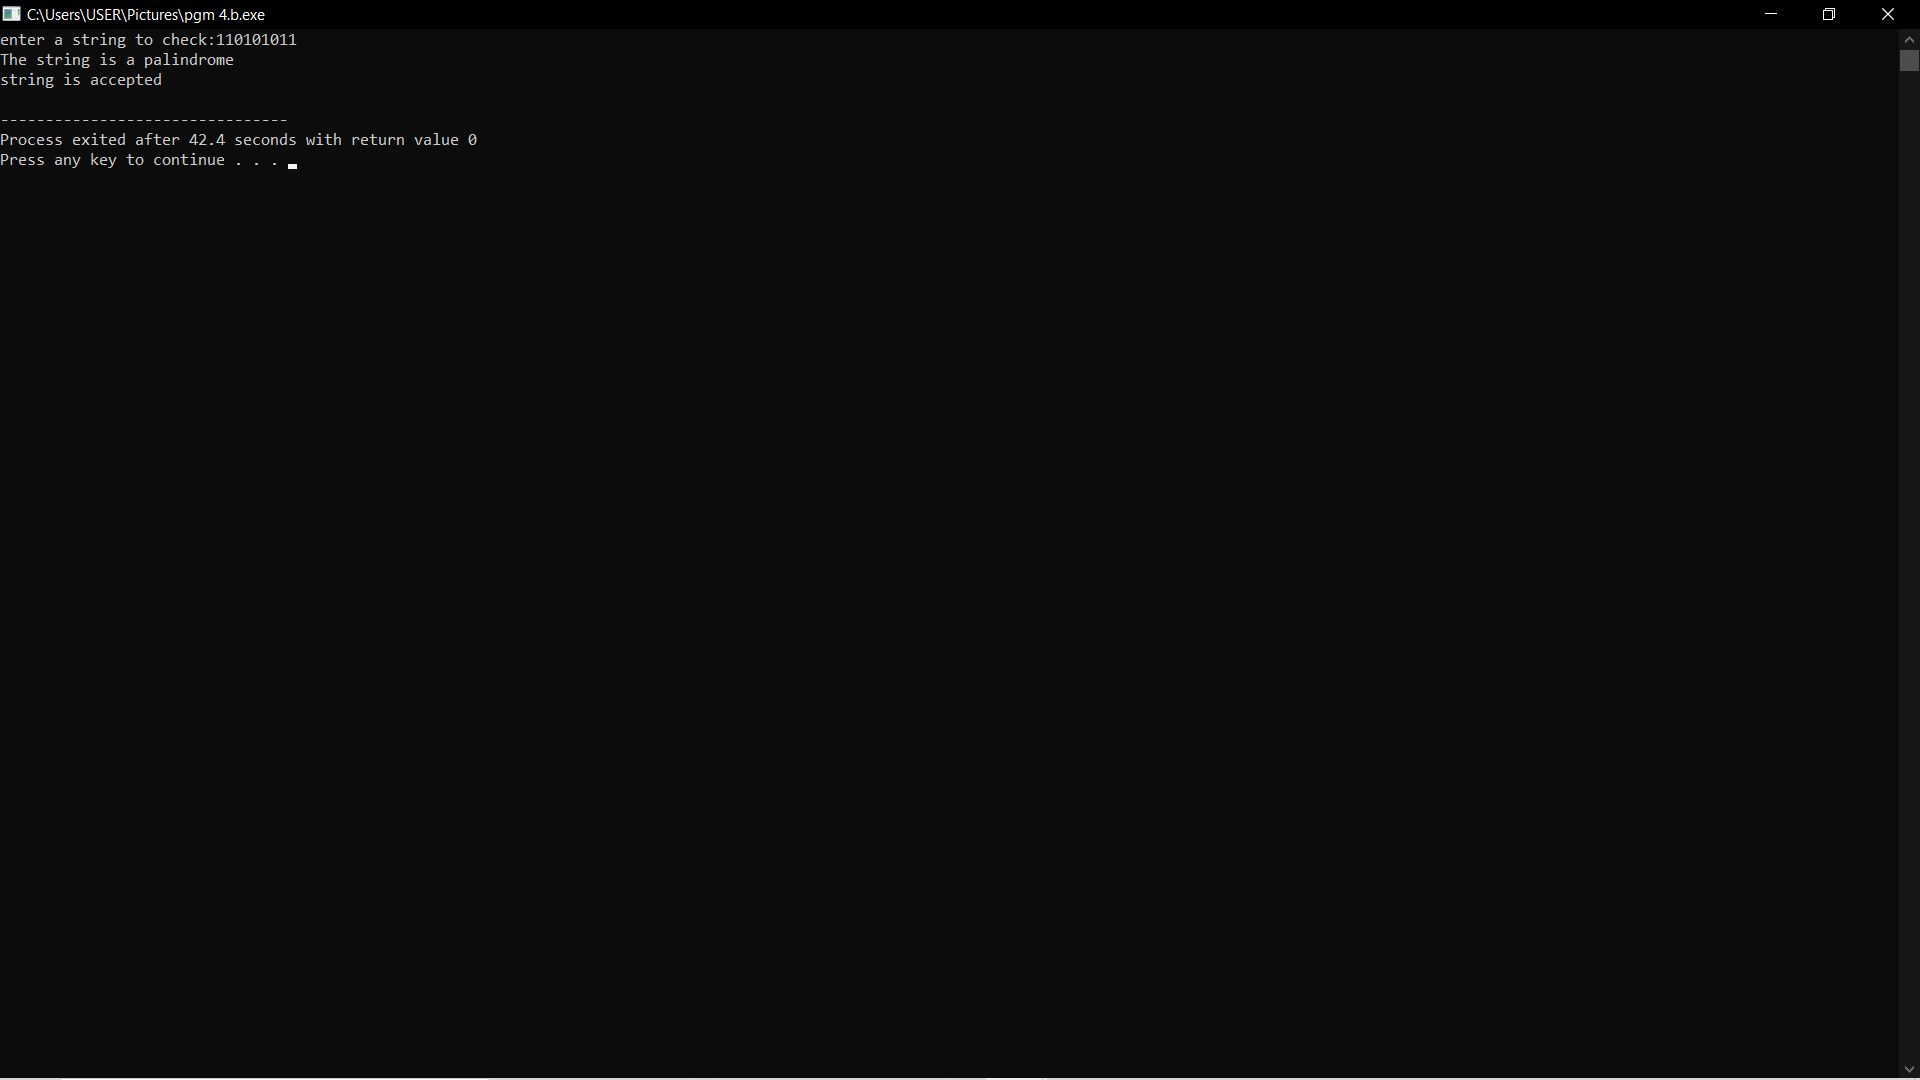 C:\Users\USER\Pictures\pgm 4.b.exe
enter a string to check:110101011
The string is a palindrome
string is accepted
--------------------------------
Process exited after 42.4 seconds with return value 0
Press any key to continue . . .